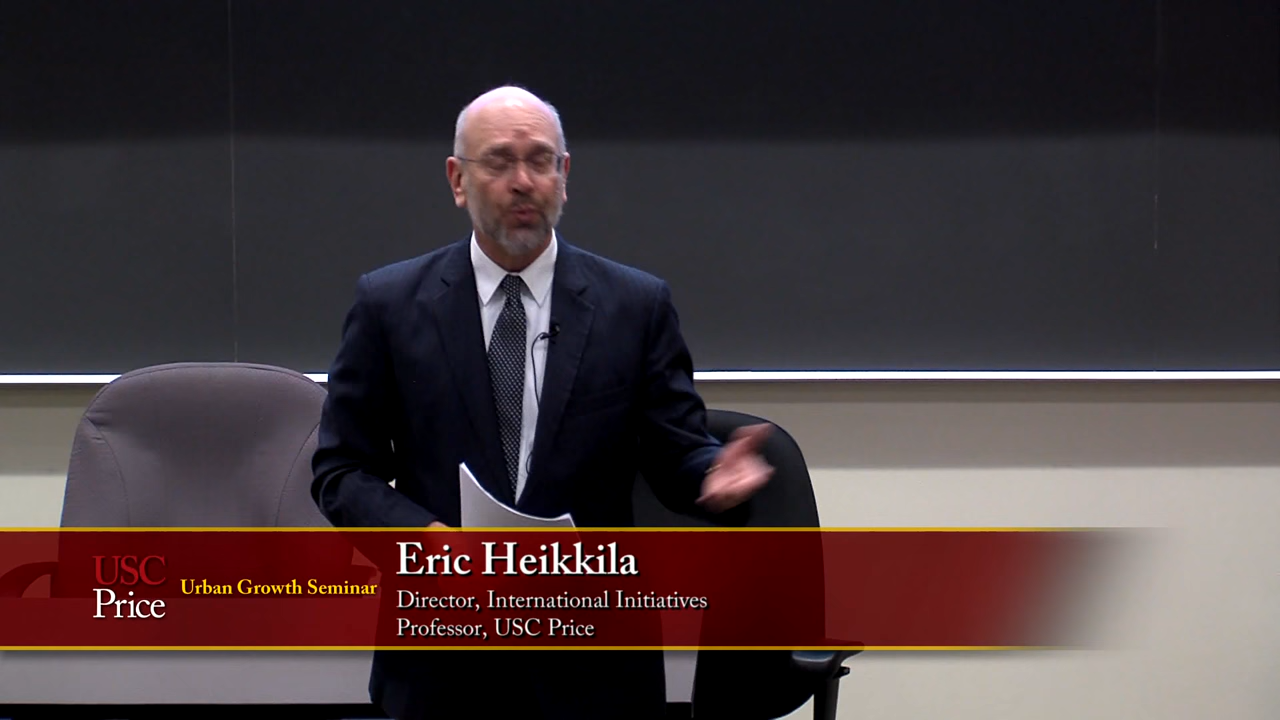 USC
Price
Urban Growth Seminar
Eric Heikkila
Director, International Initiatives
Professor, USC Price